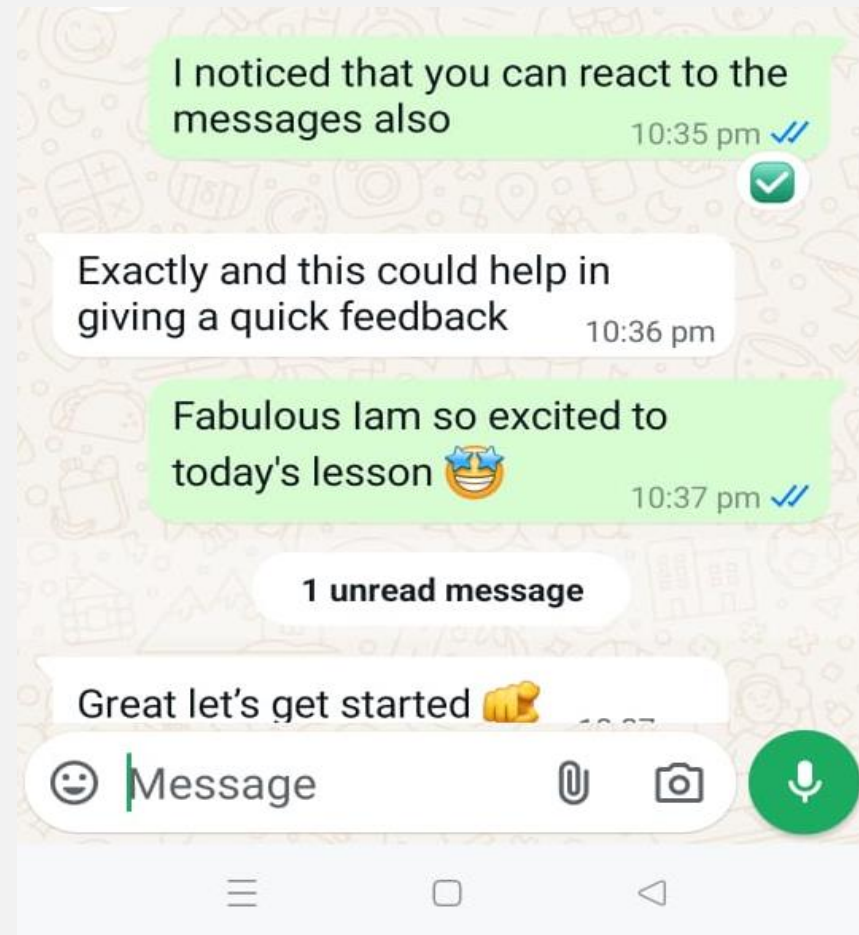 I noticed that you can react to the
messages also
10:35 pm
Exactly and this could help in
giving a quick feedback
10:36 pm
Fabulous Iam so excited to
today's lesson 🤩
10:37 pm
1 unread message
Great let's get started 🫵
Message